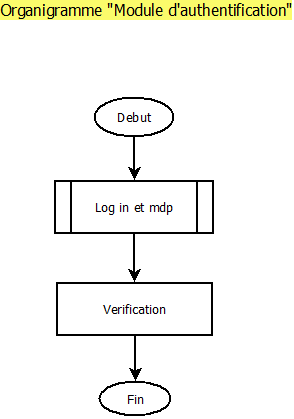 Organigramme "Module d'authentification"
Debut
Log in et mdp
Verification
Fin